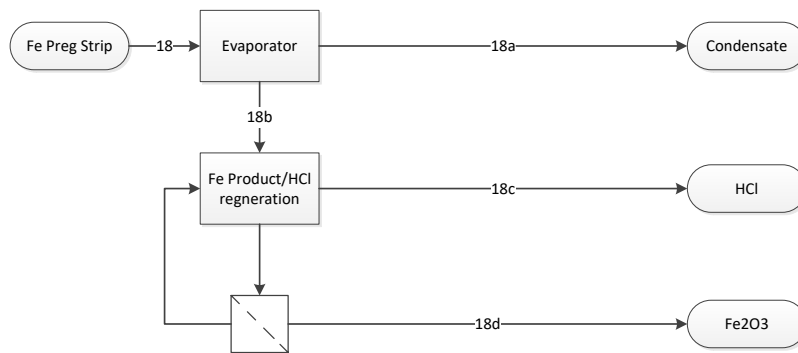 Fe Preg Strip
18
Evaporator
18a
Condensate
18b
Fe Product/HCl
regneration
18c
HCl
18d
Fe2O3